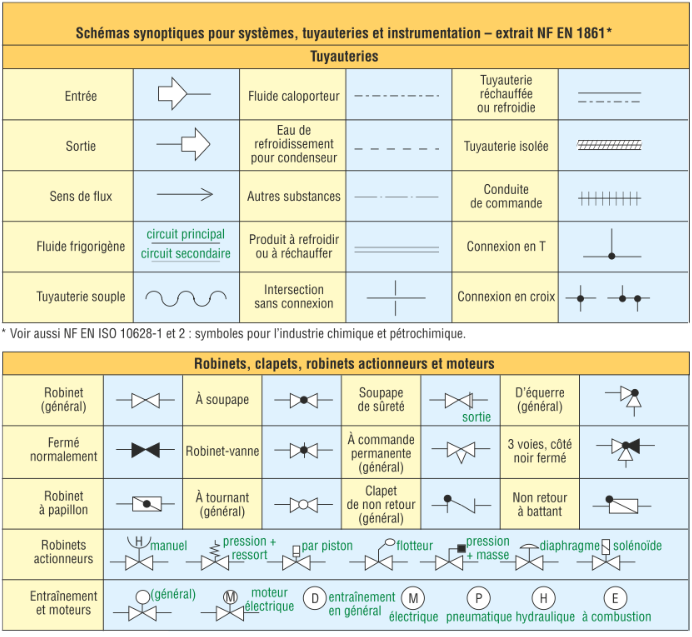 Schémas synoptiques pour systèmes, tuyauteries et instrumentation – extrait NF EN 1861*
Tuyauteries
Entrée
Fluide caloporteur
Tuyauterie
réchauffée
ou refroidie
Sortie
Eau de
refroidissement
pour condenseur
Tuyauterie isolée
Sens de flux
Autres substances
Conduite
de commande
Fluide frigorigène
circuit principal
circuit secondaire
Produit à refroidir
ou à réchauffer
Connexion en T
Tuyauterie souple
Intersection
sans connexion
Connexion en croix
* Voir aussi NF EN ISO 10628-1 et 2 : symboles pour l'industrie chimique et pétrochimique.
Robinets, clapets, robinets actionneurs et moteurs
Robinet
(général)
À soupape
Soupape
de sûreté
sortie
D'équerre
(général)
Fermé
normalement
Robinet-vanne
À commande
permanente
(général)
3 voies, côté
noir fermé
Robinet
à papillon
À tournant
(général)
Clapet
de non retour
(général)
Non retour
à battant
Robinets
actionneurs
H
manuel
pression +
ressort
par piston
flotteur
pression
+ masse
diaphragme
solénoïde
Entraînement
et moteurs
(général)
M
moteur
électrique
D
entraînement
en général
M
électrique
P
pneumatique
H
hydraulique
E
à combustion